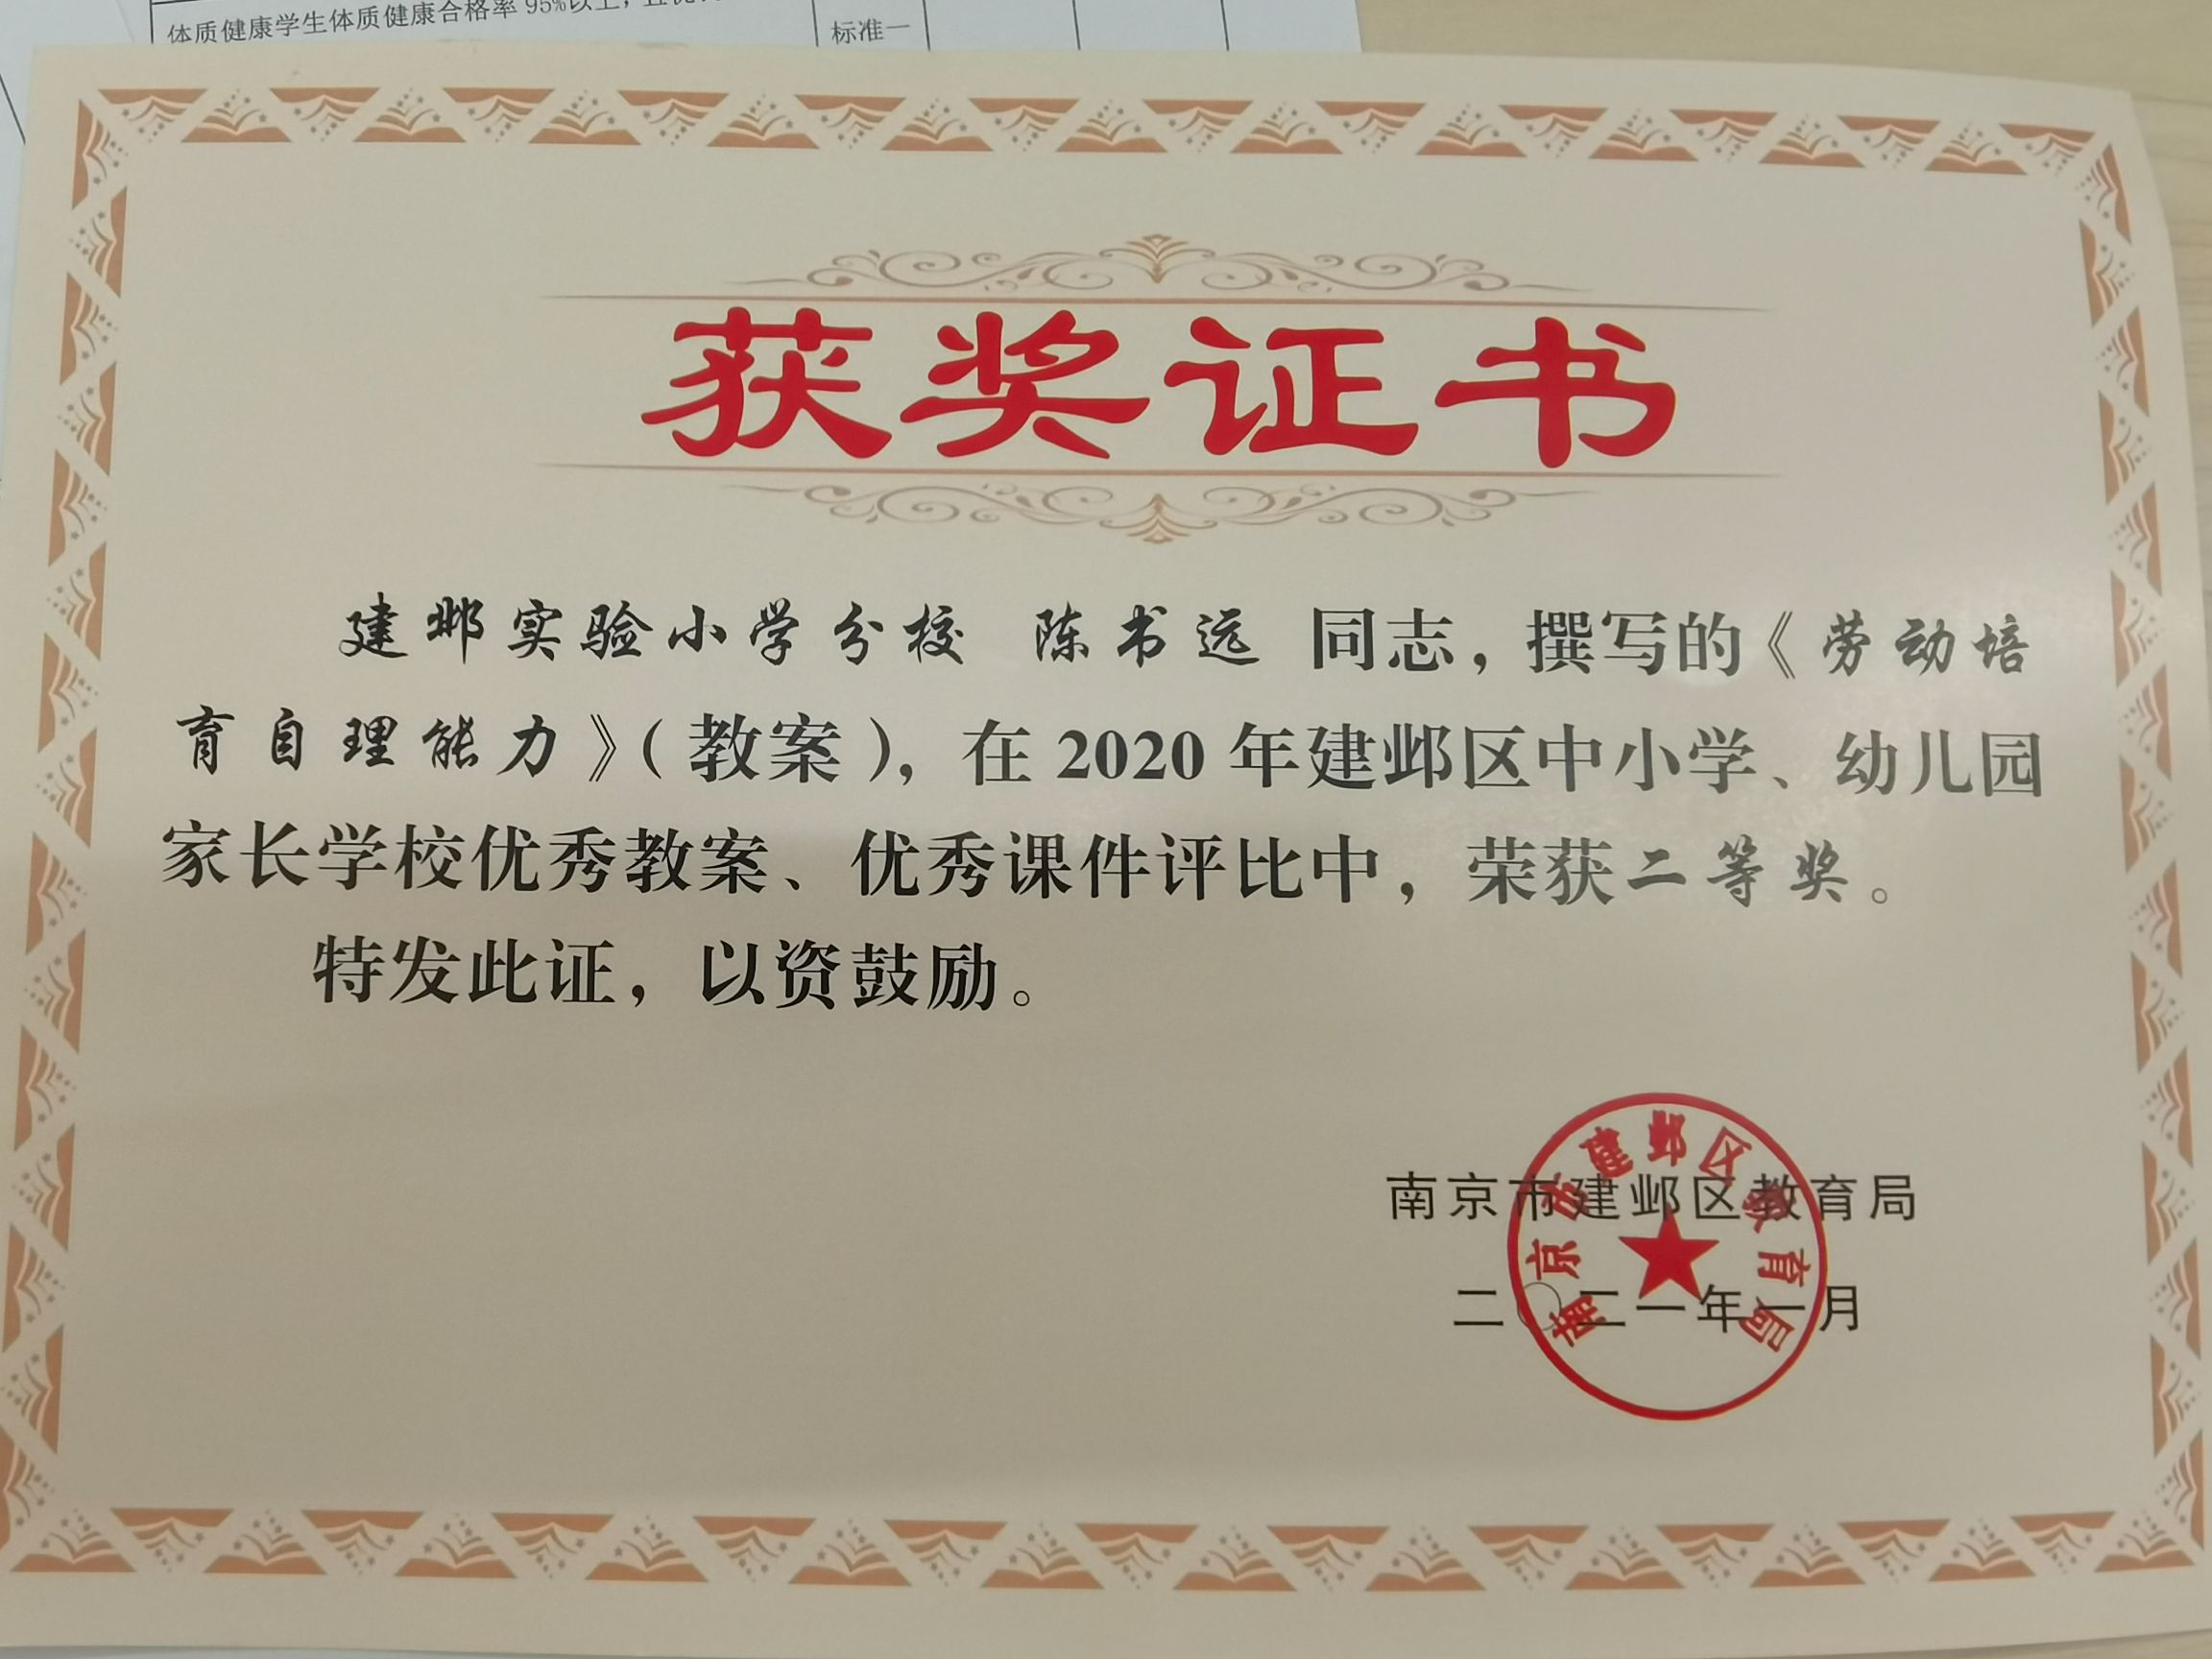 体质健康学生体质健康合格率95%以上，
标准一
获奖证书
建邺实验小学分校 陈书远 同志，撰写的《劳动培
育自理能力》（教案），在 2020 年建邺区中小学、幼儿园
家长学校优秀教案、优秀课件评比中，荣获二等奖。
特发此证，以资鼓励。
南京市建邺区教育局
二〇二一年一月
南京市建邺区教育局